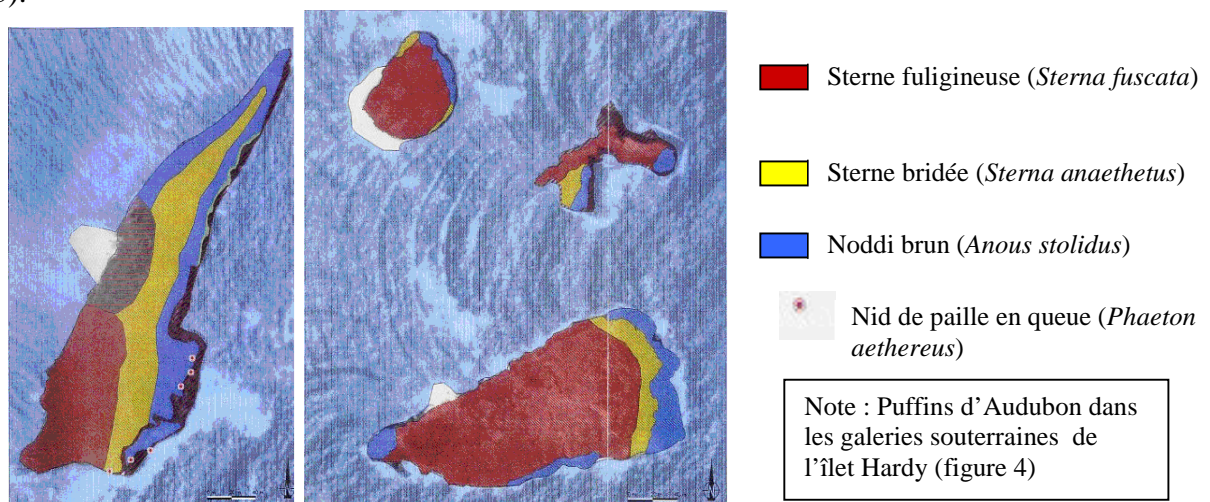 Sterne fuligineuse (Sterna fuscata)
Sterne bridée (Sterna anaethetus)
Noddi brun (Anous stolidus)
Nid de paille en queue (Phaeton
aethereus)
Note : Puffins d’Audubon dans
les galeries souterraines de
l’îlet Hardy (figure 4)